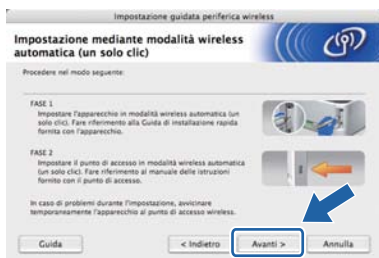 Impostazione guidata periferica wireless
Impostazione mediante modalità wireless
automatica (un solo clic)
Procedere nel modo seguente:
FASE 1
Impostare l'apparecchio in modalità wireless automatica (un
solo clic). Fare riferimento alla Guida di installazione rapida
fornita con l'apparecchio.
FASE 2
Impostare il punto di accesso in modalità wireless automatica
(un solo clic). Fare riferimento al manuale delle istruzioni
fornito con il punto di accesso.
In caso di problemi durante l'impostazione, avvicinare
temporaneamente l'apparecchio al punto di accesso wireless.
Guida
< Indietro
Avanti >
Annulla